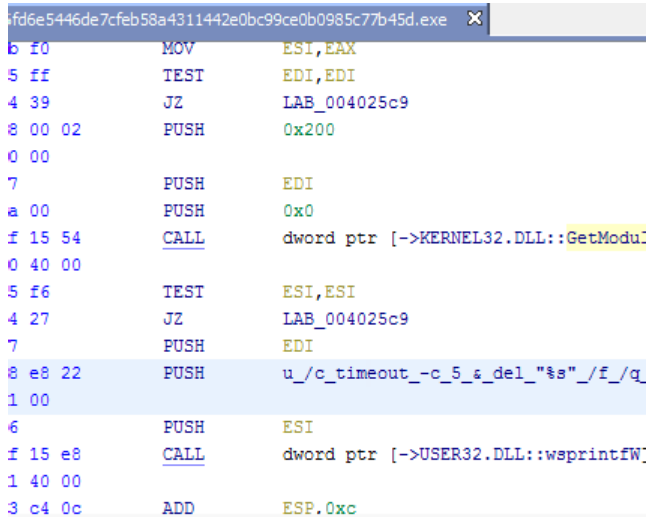 6fd6e5446de7cfeb58a4311442e0bc99ce0b0985c77b45d.exe
b f0 MOV ESI,EAX
5 ff TEST EDI,EDI
4 39 JZ LAB_004025c9
8 00 02 PUSH 0x200
0 00
7 PUSH EDI
a 00 PUSH 0x0
f 15 54 CALL dword ptr [->KERNEL32.DLL::GetModul
0 40 00
5 f6 TEST ESI,ESI
4 27 JZ LAB_004025c9
7 PUSH EDI
8 e8 22 PUSH u_/c_timeout_-c_5_&_del_"%s"_/f_/q_
1 00
6 PUSH ESI
f 15 e8 CALL dword ptr [->USER32.DLL::wsprintfW]
1 40 00
3 c4 0c ADD ESP,0xc